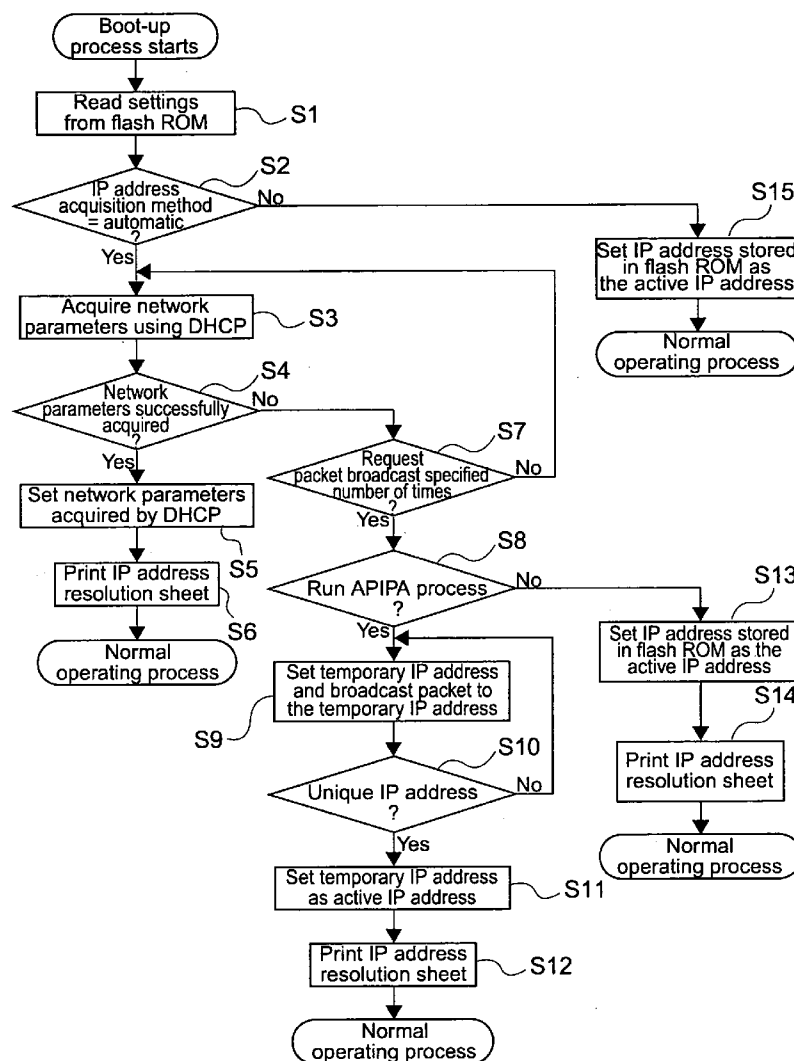 Boot-up
process starts
Read settings
from flash ROM
S1
S2
IP address
acquisition method
= automatic
?
No
Yes
S15
Set IP address stored
in flash ROM as
the active IP address
Normal
operating process
Acquire network
parameters using DHCP
S3
S4
Network
parameters successfully
acquired
?
No
Yes
S7
Request
packet broadcast specified
number of times
?
No
Yes
Set network parameters
acquired by DHCP
S5
Print IP address
resolution sheet
S6
Normal
operating process
S8
Run APIPA process
?
No
Yes
S13
Set IP address stored
in flash ROM as the
active IP address
S14
Print IP address
resolution sheet
Normal
operating process
Set temporary IP address
and broadcast packet to
the temporary IP address
S9
S10
Unique IP address
?
No
Yes
Set temporary IP address
as active IP address
S11
Print IP address
resolution sheet
S12
Normal
operating process